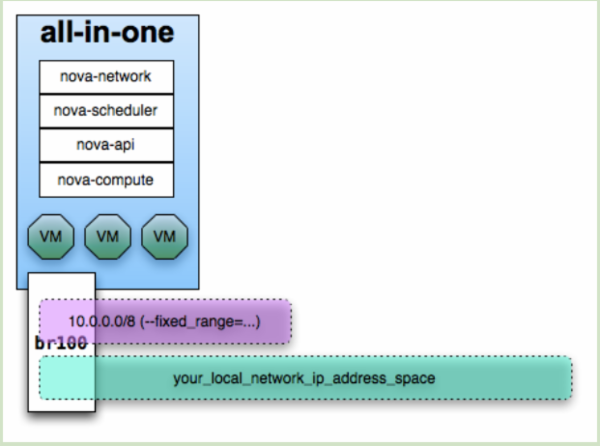 all-in-one
nova-network
nova-scheduler
nova-api
nova-compute
VM VM VM
10.0.0.0/8 (--fixed_range=...)
br100
your_local_network_ip_address_space